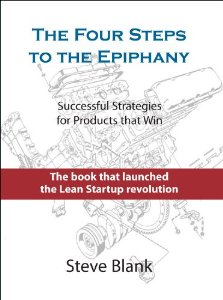 The Four Steps
to the Epiphany
Successful Strategies
for Products that Win
The book that launched
the Lean Startup revolution
Steve Blank